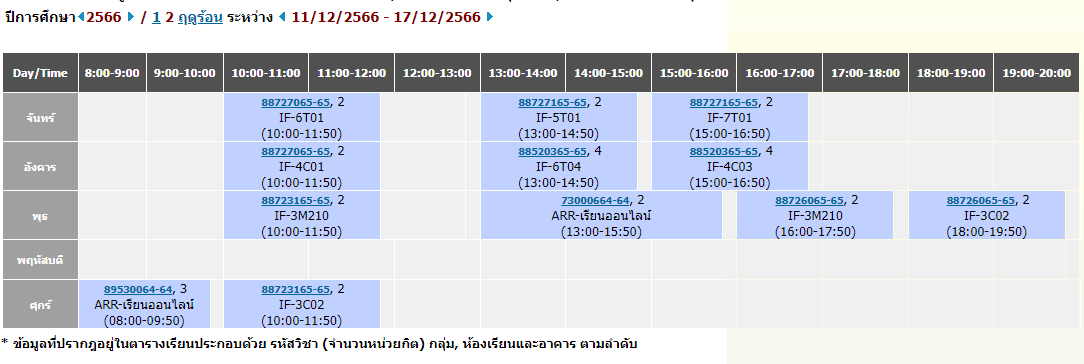 ปีการศึกษา 2566 / 1 2 ฤดูร้อน ระหว่าง 11/12/2566 - 17/12/2566
Day/Time 8:00-9:00 9:00-10:00 10:00-11:00 11:00-12:00 12:00-13:00 13:00-14:00 14:00-15:00 15:00-16:00 16:00-17:00 17:00-18:00 18:00-19:00 19:00-20:00
จันทร์
88727065-65, 2
IF-6T01
(10:00-11:50)
88727165-65, 2
IF-5T01
(13:00-14:50)
88727165-65, 2
IF-7T01
(15:00-16:50)
อังคาร
88727065-65, 2
IF-4C01
(10:00-11:50)
88520365-65, 4
IF-6T04
(13:00-14:50)
88520365-65, 4
IF-4C03
(15:00-16:50)
พุธ
88723165-65, 2
IF-3M210
(10:00-11:50)
73000664-64, 2
ARR-เรียนออนไลน์
(13:00-15:50)
88726065-65, 2
IF-3M210
(16:00-17:50)
88726065-65, 2
IF-3C02
(18:00-19:50)
พฤหัสบดี
ศุกร์
89530064-64, 3
ARR-เรียนออนไลน์
(08:00-09:50)
88723165-65, 2
IF-3C02
(10:00-11:50)
* ข้อมูลที่ปรากฎอยู่ในตารางเรียนประกอบด้วย รหัสวิชา (จำนวนหน่วยกิต) กลุ่ม, ห้องเรียนและอาคาร ตามลำดับ